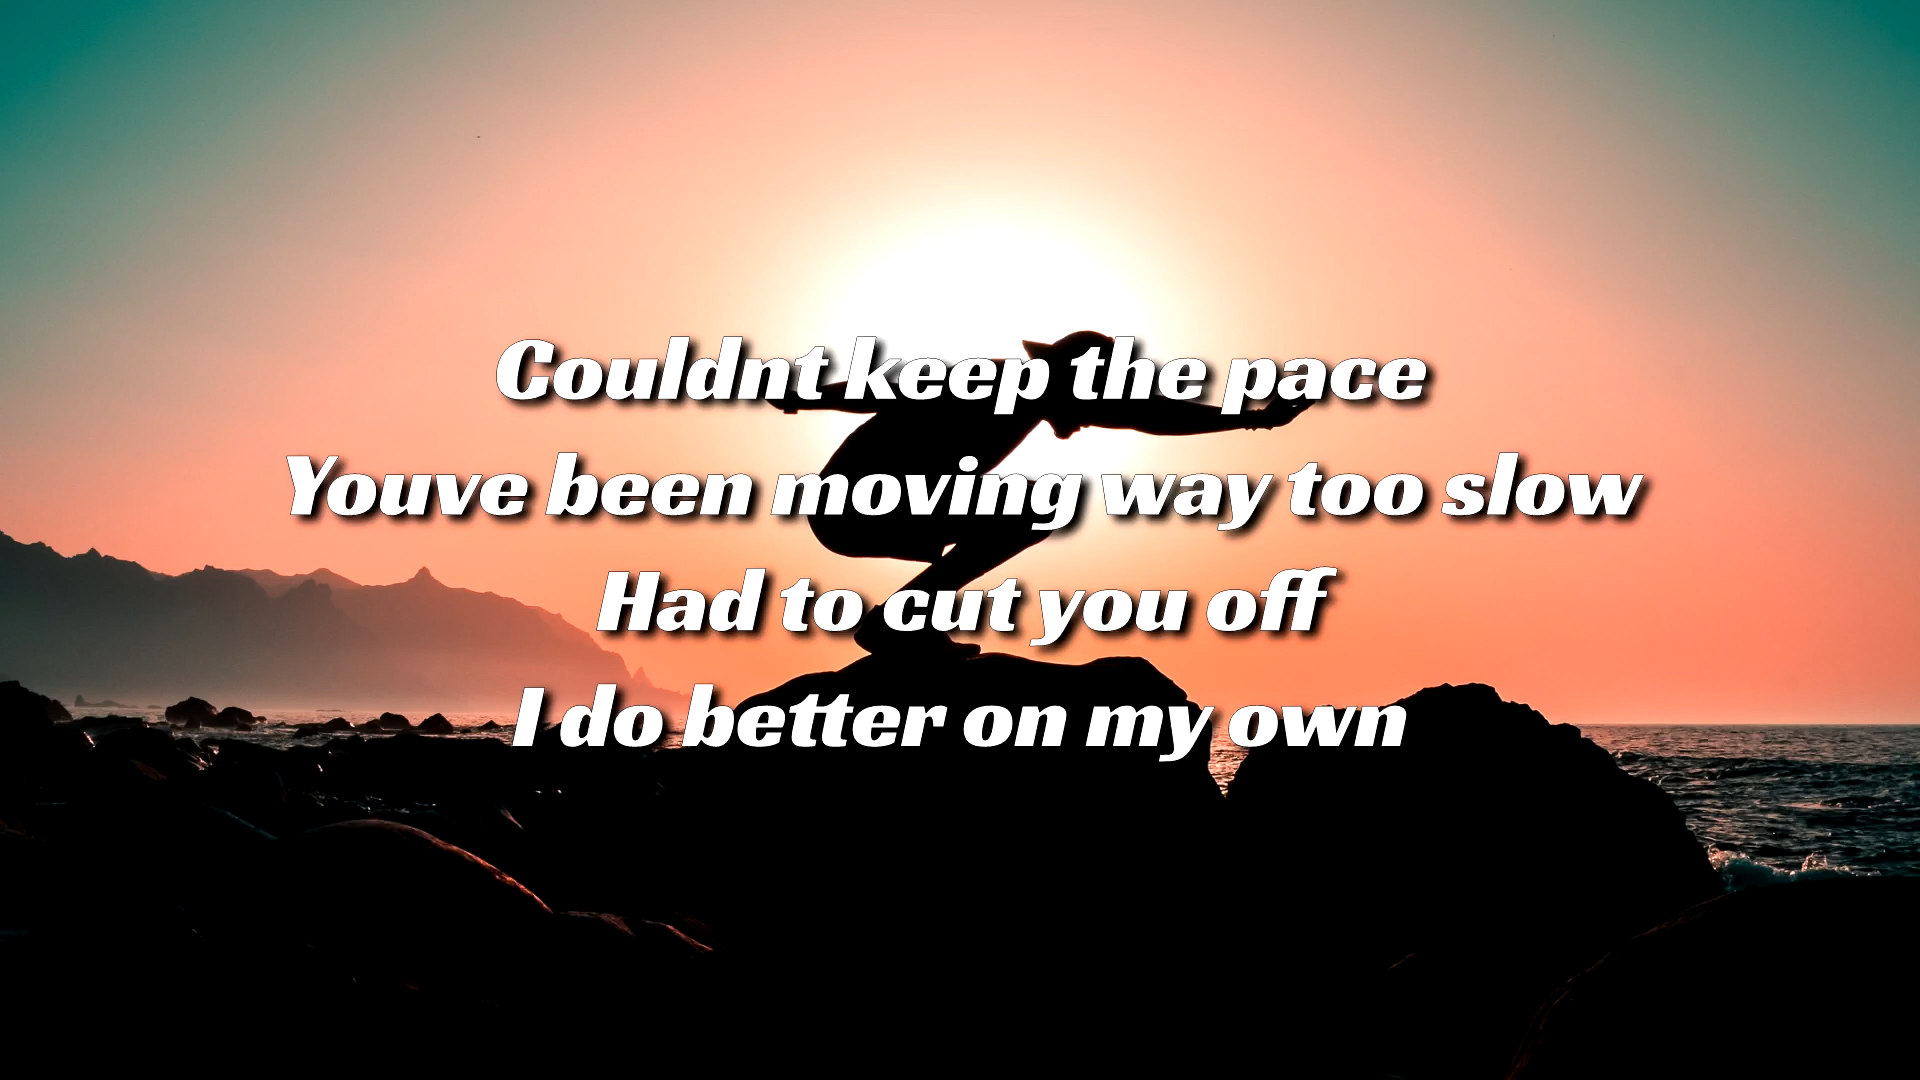 Couldnt keep the pace
Youve been moving way too slow
Had to cut you off
I do better on my own